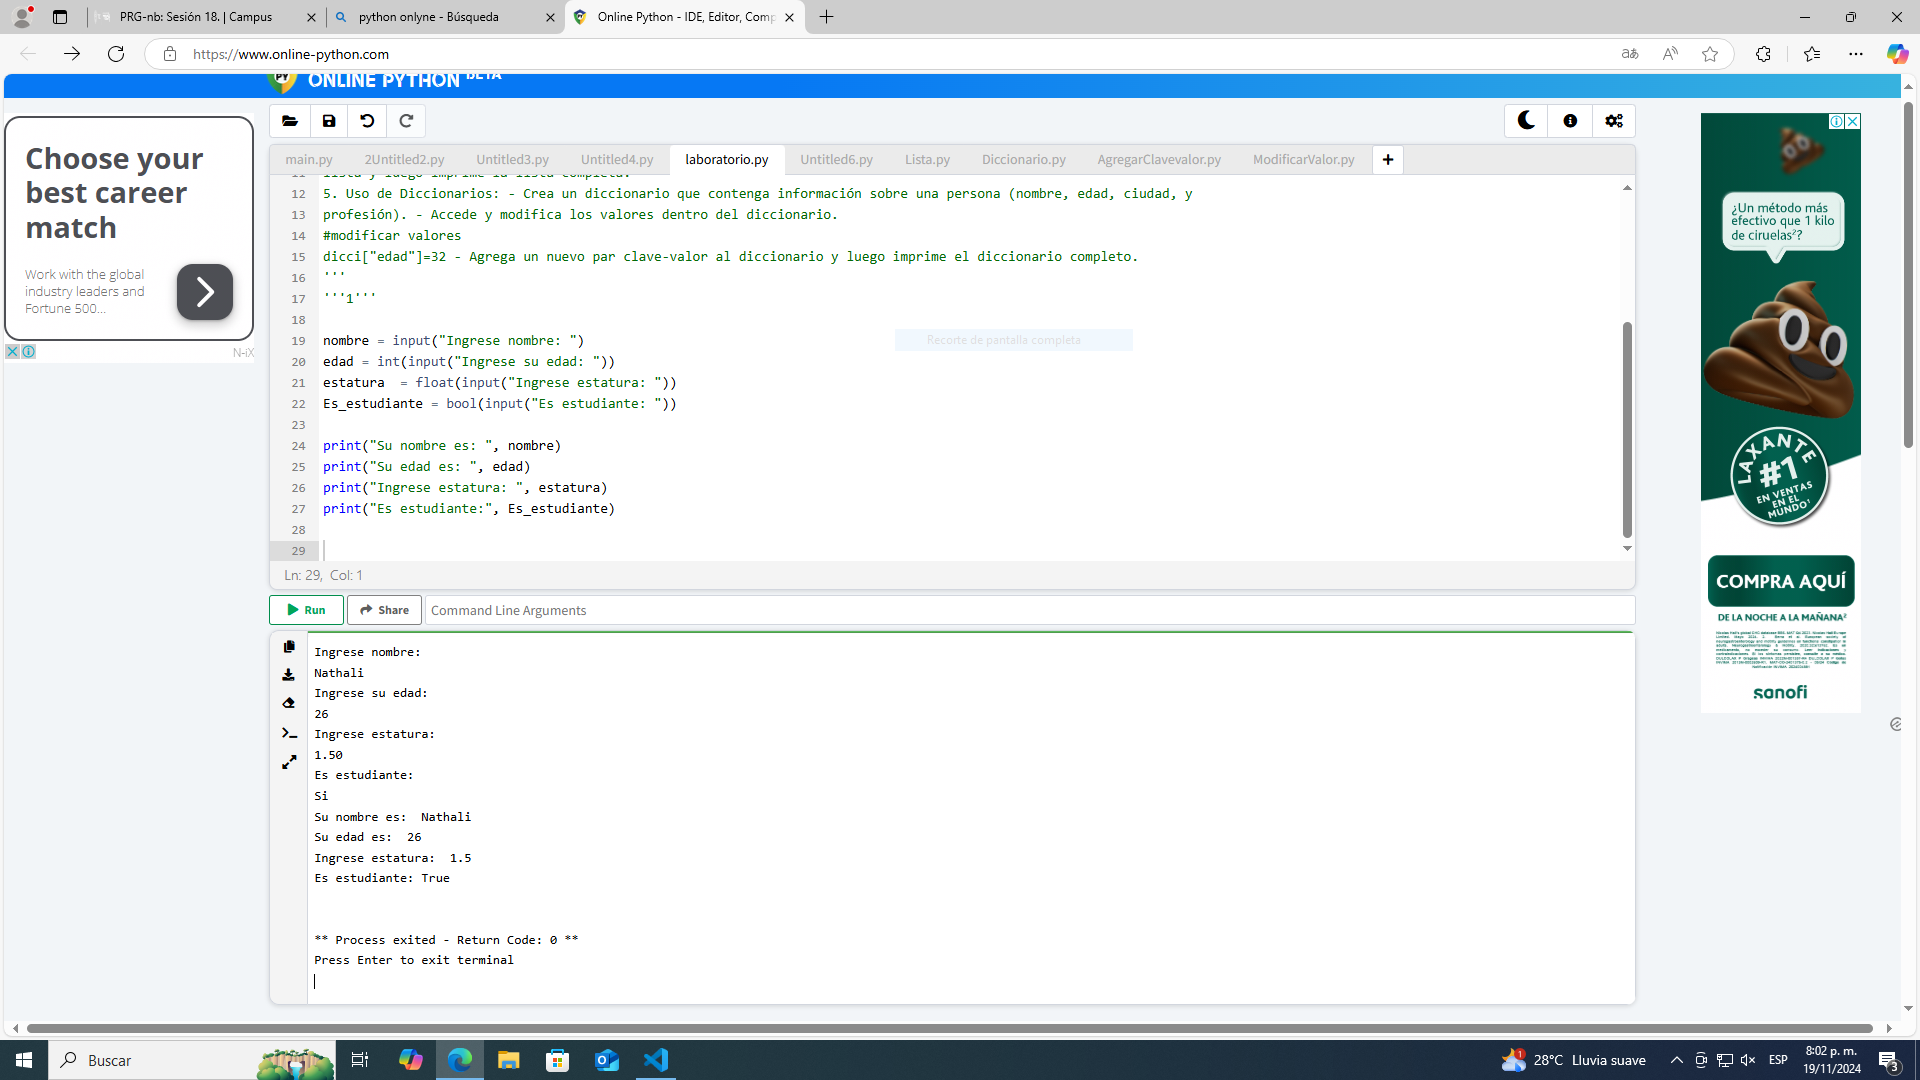 PRG-nb: Sesión 18. | Campus
python onlyne - Búsqueda
Online Python - IDE, Editor, Comp
https://www.online-python.com
ONLINE PYTHON BETA
Choose your
best career
match
Work with the global
industry leaders and
Fortune 500...
N-iX
main.py 2Untitled2.py Untitled3.py Untitled4.py laboratorio.py Untitled6.py Lista.py Diccionario.py AgregarClavevalor.py ModificarValor.py +
11 lista y luego imprime la lista completa.
12 5. Uso de Diccionarios: - Crea un diccionario que contenga información sobre una persona (nombre, edad, ciudad, y
13 profesión). - Accede y modifica los valores dentro del diccionario.
14 #modificar valores
15 dicci["edad"]=32 - Agrega un nuevo par clave-valor al diccionario y luego imprime el diccionario completo.
16 '''
17 '''1'''
18
19 nombre = input("Ingrese nombre: ")
20 edad = int(input("Ingrese su edad: "))
21 estatura  = float(input("Ingrese estatura: "))
22 Es_estudiante = bool(input("Es estudiante: "))
23
24 print("Su nombre es: ", nombre)
25 print("Su edad es: ", edad)
26 print("Ingrese estatura: ", estatura)
27 print("Es estudiante:", Es_estudiante)
28
29
Recorte de pantalla completa
Ln: 29, Col: 1
Run
Share
Command Line Arguments
Ingrese nombre:
Nathali
Ingrese su edad:
26
Ingrese estatura:
1.50
Es estudiante:
Si
Su nombre es:  Nathali
Su edad es:  26
Ingrese estatura:  1.5
Es estudiante: True
** Process exited - Return Code: 0 **
Press Enter to exit terminal
¿Un método más
efectivo que 1 kilo
de ciruelas²?
LAXANTE
#1
EN VENTAS
EN EL
MUNDO¹
COMPRA AQUÍ
DE LA NOCHE A LA MAÑANA²
sanofi
Buscar
1
28°C Lluvia suave
ESP
8:02 p. m.
19/11/2024
3